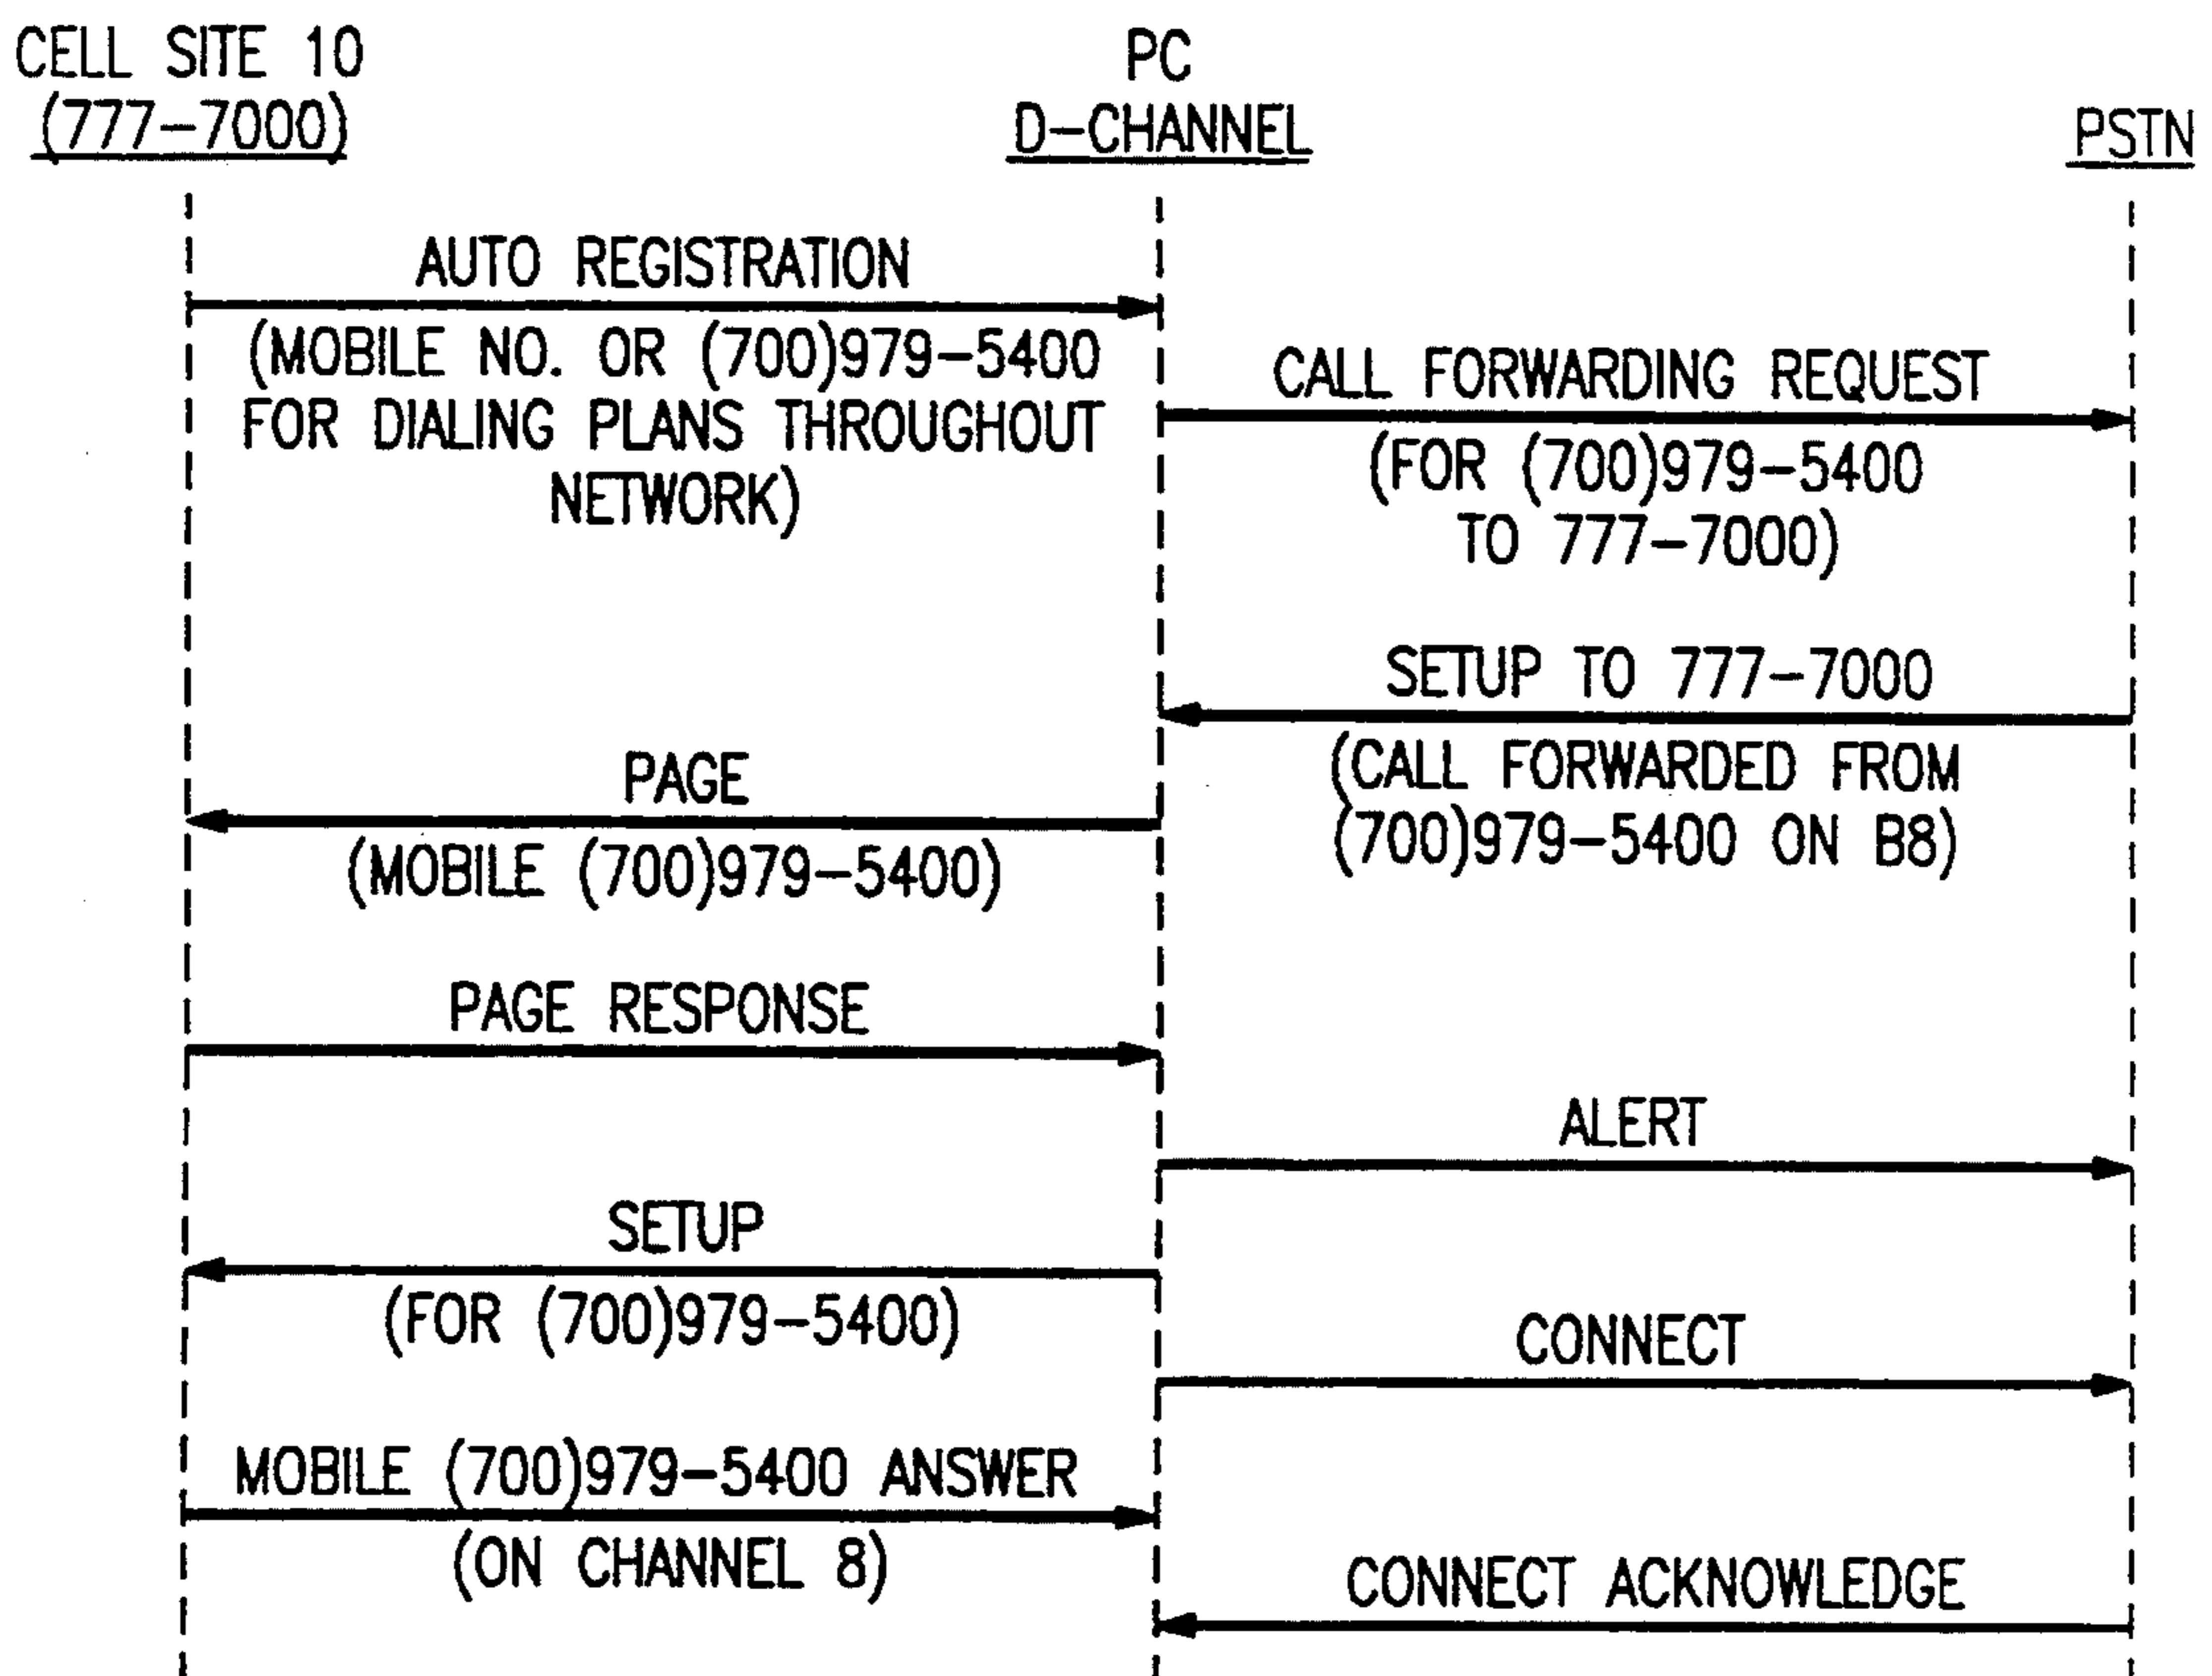 CELL SITE 10
(777-7000)
PC
D-CHANNEL
PSTN
AUTO REGISTRATION
(MOBILE NO. OR (700)979-5400
FOR DIALING PLANS THROUGHOUT
NETWORK)
CALL FORWARDING REQUEST
(FOR (700)979-5400
TO 777-7000)
SETUP TO 777-7000
(CALL FORWARDED FROM
(700)979-5400 ON B8)
PAGE
(MOBILE (700)979-5400)
PAGE RESPONSE
ALERT
SETUP
(FOR (700)979-5400)
CONNECT
MOBILE (700)979-5400 ANSWER
(ON CHANNEL 8)
CONNECT ACKNOWLEDGE